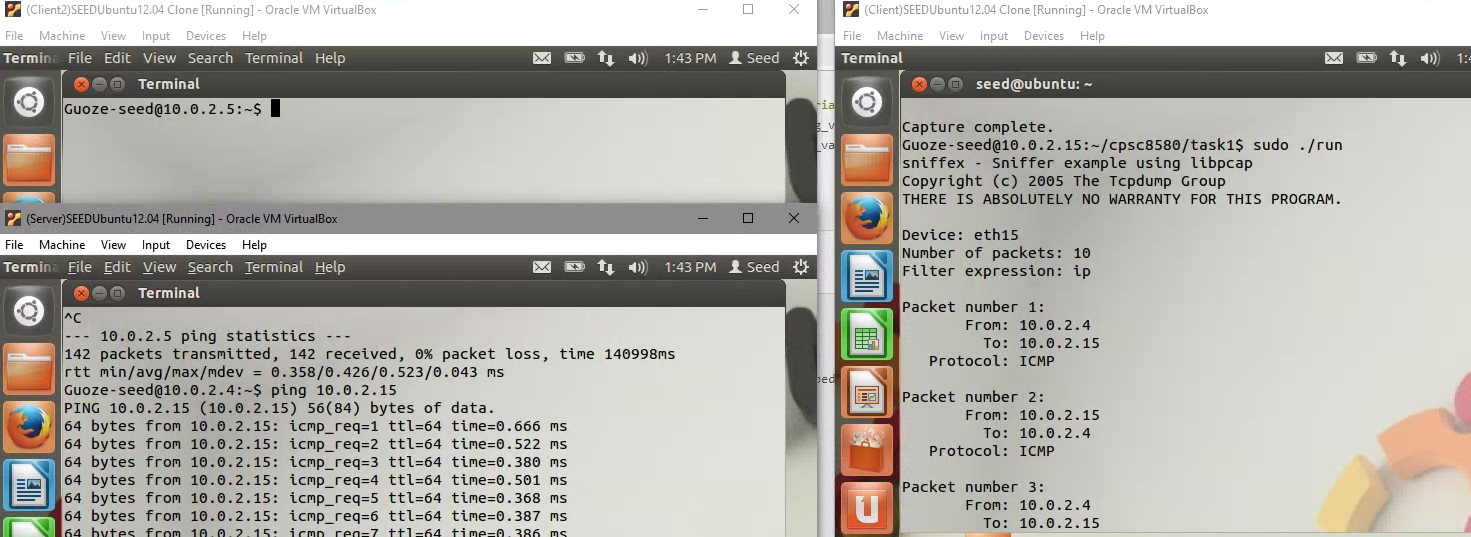 (Client2)SEEDUbuntu12.04 Clone [Running] - Oracle VM VirtualBox
File Machine View Input Devices Help
Termina File Edit View Search Terminal Help 1:43 PM Seed
Terminal
Guoze-seed@10.0.2.5:~$
(Server)SEEDUbuntu12.04 [Running] - Oracle VM VirtualBox
File Machine View Input Devices Help
Termina File Edit View Search Terminal Help 1:43 PM Seed
Terminal
^C
--- 10.0.2.5 ping statistics ---
142 packets transmitted, 142 received, 0% packet loss, time 140998ms
rtt min/avg/max/mdev = 0.358/0.426/0.523/0.043 ms
Guoze-seed@10.0.2.4:~$ ping 10.0.2.15
PING 10.0.2.15 (10.0.2.15) 56(84) bytes of data.
64 bytes from 10.0.2.15: icmp_req=1 ttl=64 time=0.666 ms
64 bytes from 10.0.2.15: icmp_req=2 ttl=64 time=0.522 ms
64 bytes from 10.0.2.15: icmp_req=3 ttl=64 time=0.380 ms
64 bytes from 10.0.2.15: icmp_req=4 ttl=64 time=0.501 ms
64 bytes from 10.0.2.15: icmp_req=5 ttl=64 time=0.368 ms
64 bytes from 10.0.2.15: icmp_req=6 ttl=64 time=0.387 ms
64 bytes from 10.0.2.15: icmp_req=7 ttl=64 time=0.386 ms
(Client)SEEDUbuntu12.04 Clone [Running] - Oracle VM VirtualBox
File Machine View Input Devices Help
Terminal
seed@ubuntu: ~
Capture complete.
Guoze-seed@10.0.2.15:~/cpsc8580/task1$ sudo ./run
sniffex - Sniffer example using libpcap
Copyright (c) 2005 The Tcpdump Group
THERE IS ABSOLUTELY NO WARRANTY FOR THIS PROGRAM.
Device: eth15
Number of packets: 10
Filter expression: ip
Packet number 1:
From: 10.0.2.4
To: 10.0.2.15
Protocol: ICMP
Packet number 2:
From: 10.0.2.15
To: 10.0.2.4
Protocol: ICMP
Packet number 3:
From: 10.0.2.4
To: 10.0.2.15